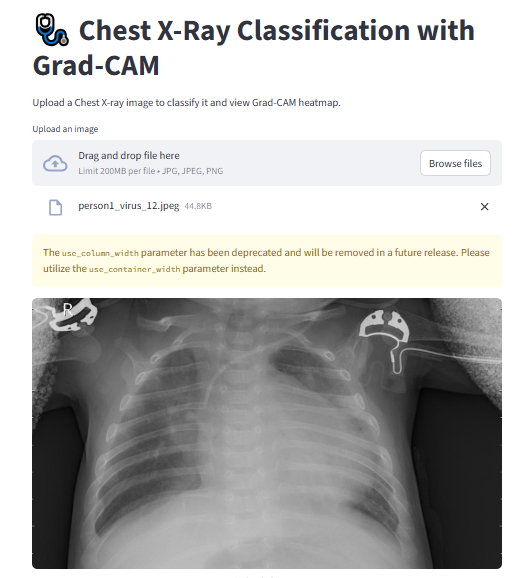 Chest X-Ray Classification with
Grad-CAM
Upload a Chest X-ray image to classify it and view Grad-CAM heatmap.
Upload an image
Drag and drop file here
Limit 200MB per file • JPG, JPEG, PNG
Browse files
person1_virus_12.jpeg 44.8KB
The use_column_width parameter has been deprecated and will be removed in a future release. Please
utilize the use_container_width parameter instead.
R